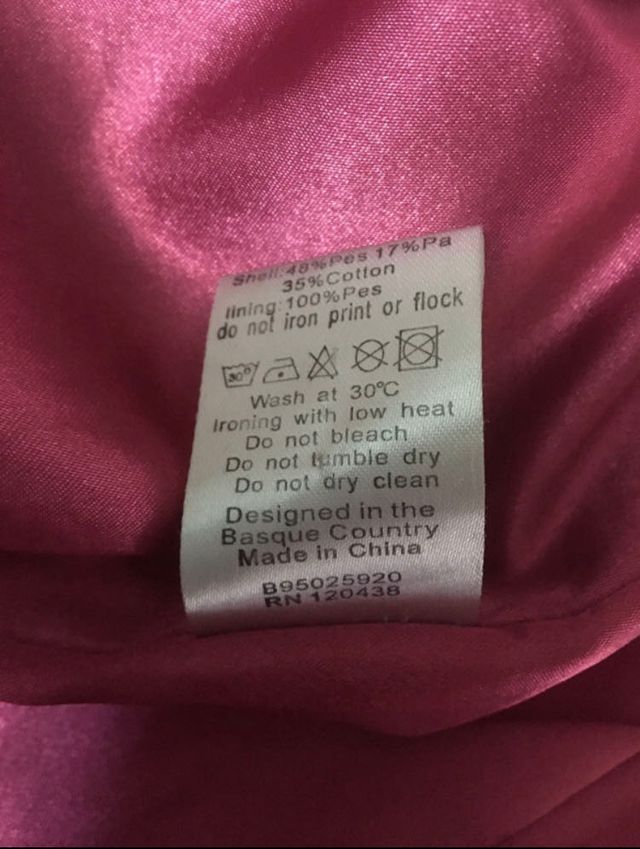 Shell:48%Pes 17%Pa
35%Cotton
lining:100%Pes
do not iron print or flock
30°
Wash at 30°C
Ironing with low heat
Do not bleach
Do not tumble dry
Do not dry clean
Designed in the
Basque Country
Made in China
B95025920
RN 120438